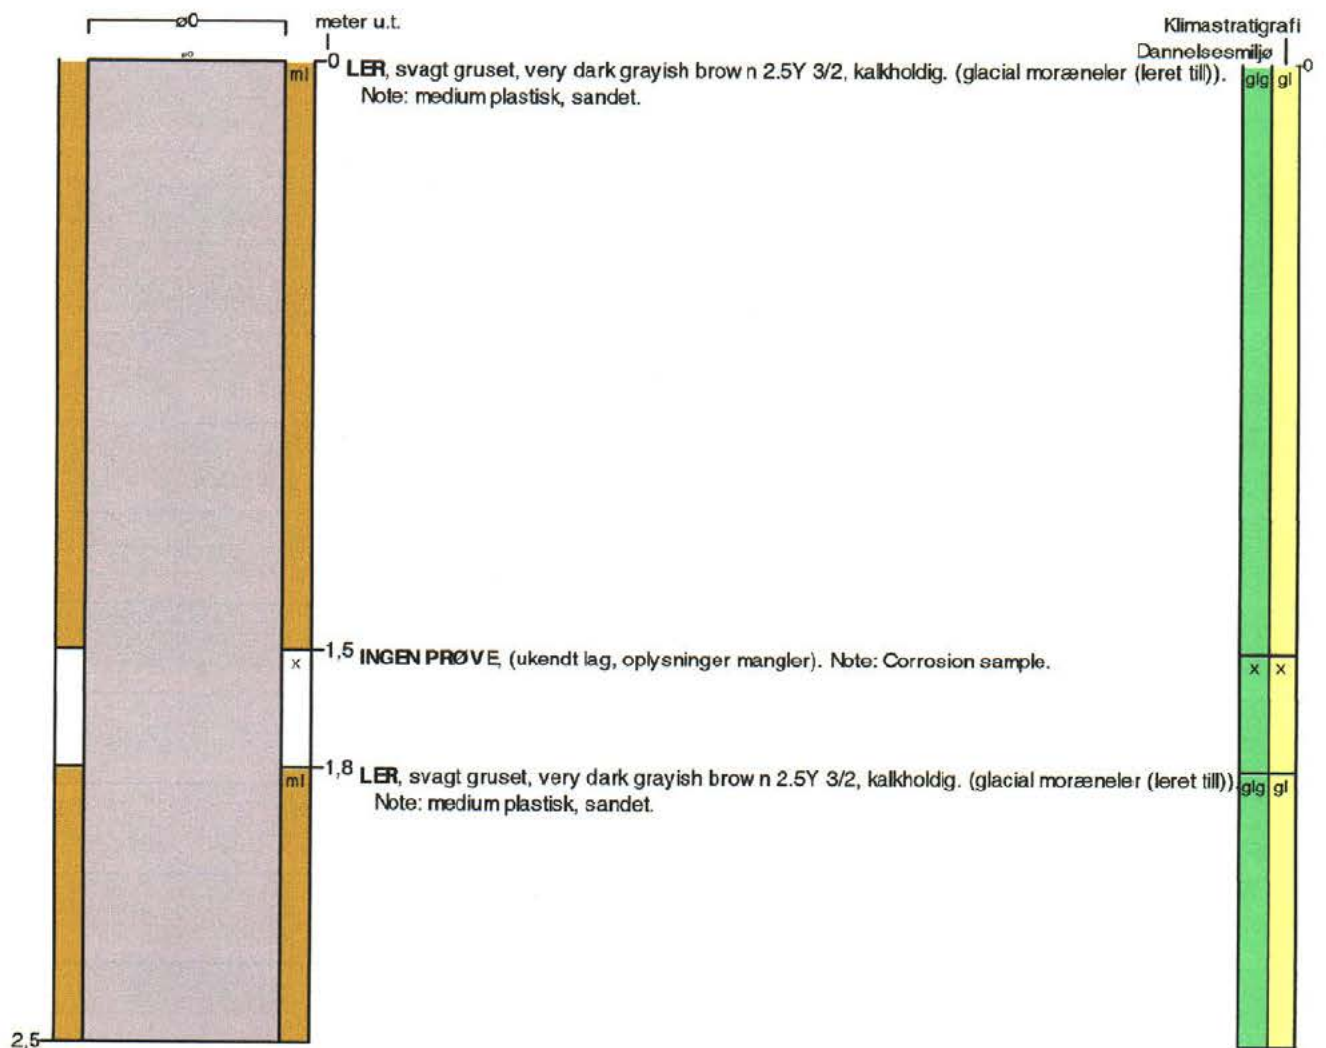 ø0
meter u.t.
Klimastratigrafi
Dannelsesmiljø
ø0
0
0
ml
LER, svagt gruset, very dark grayish brow n 2.5Y 3/2, kalkholdig. (glacial moræneler (leret till)).
glg gl
Note: medium plastisk, sandet.
1,5
x
INGEN PRØVE, (ukendt lag, oplysninger mangler). Note: Corrosion sample.
x x
1,8
ml
LER, svagt gruset, very dark grayish brow n 2.5Y 3/2, kalkholdig. (glacial moræneler (leret till)).
glg gl
Note: medium plastisk, sandet.
2,5